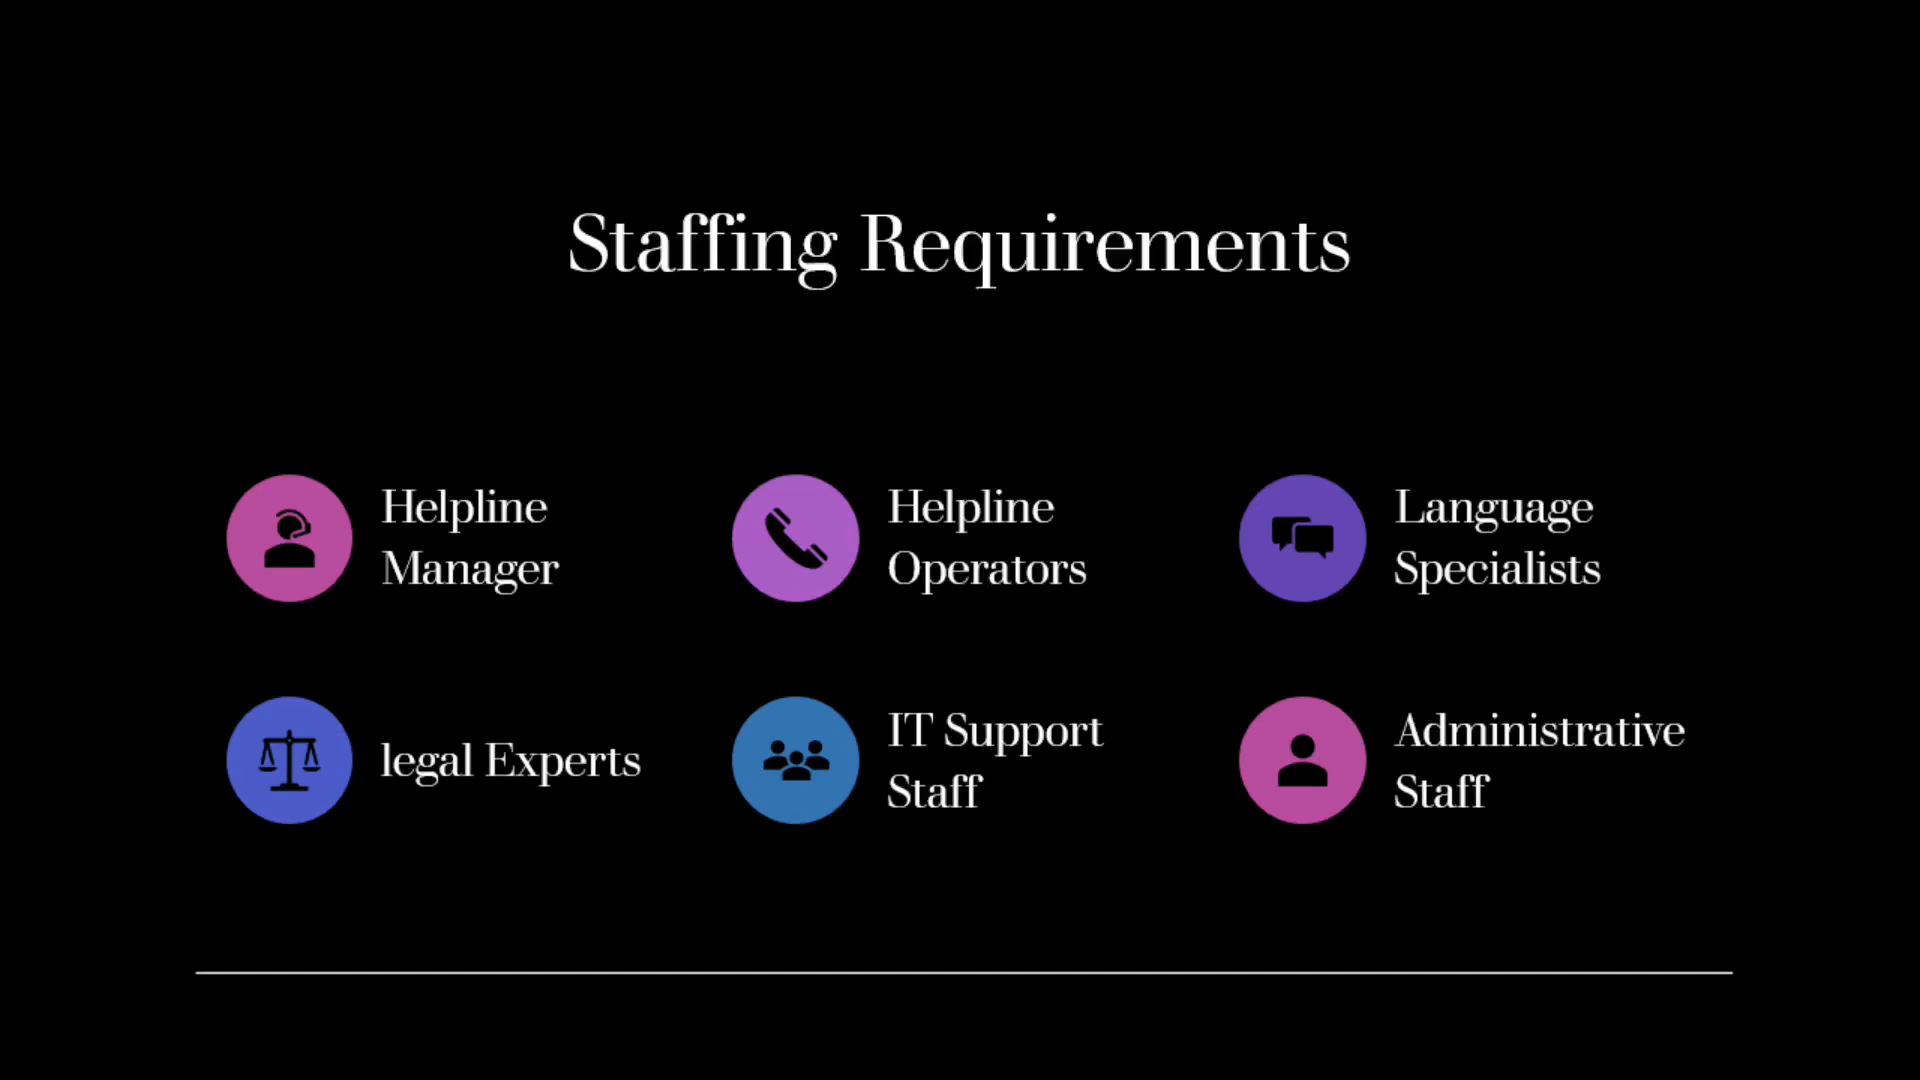 Staffing Requirements
Helpline
Manager
Helpline
Operators
Language
Specialists
legal Experts
IT Support
Staff
Administrative
Staff